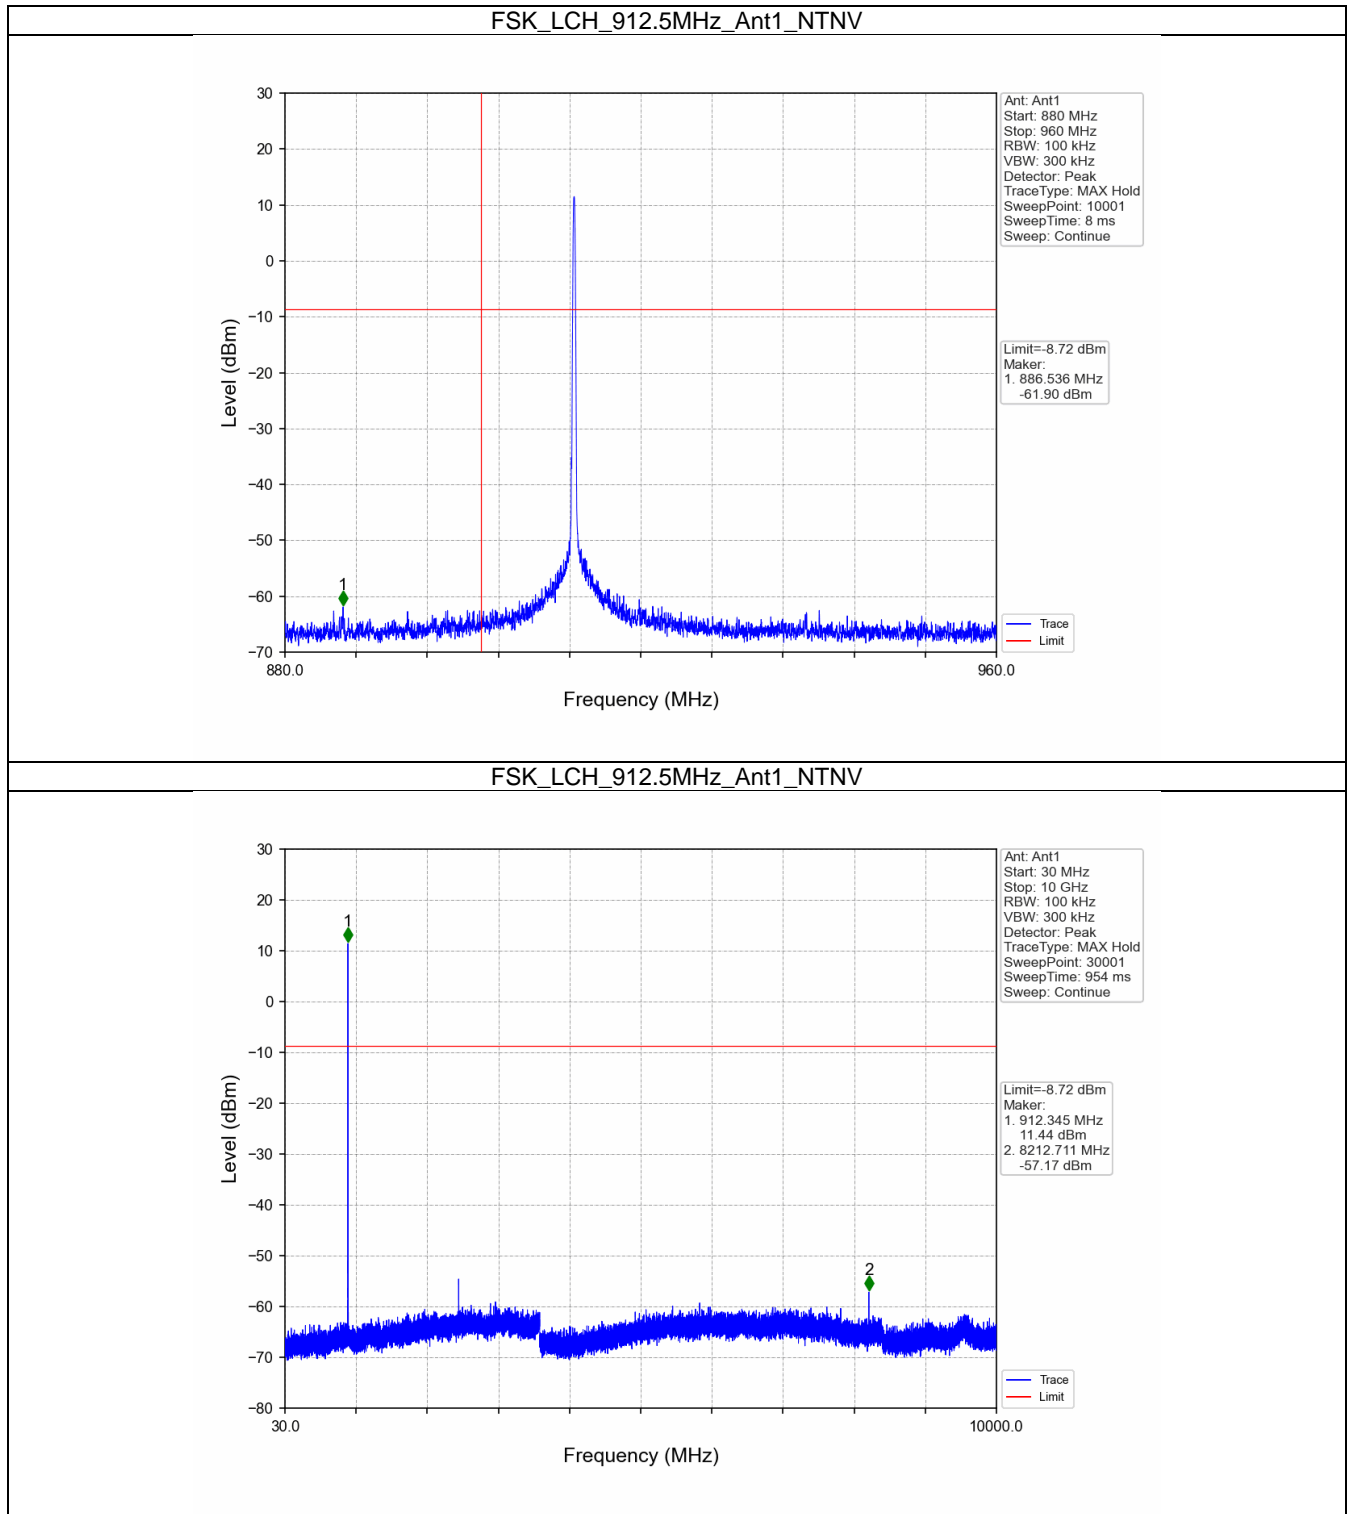 FSK_LCH_912.5MHz_Ant1_NTNV
30
20
10
0
−10
−20
−30
−40
−50
−60
−70
Level (dBm)
880.0
960.0
Frequency (MHz)
1
Ant: Ant1
Start: 880 MHz
Stop: 960 MHz
RBW: 100 kHz
VBW: 300 kHz
Detector: Peak
TraceType: MAX Hold
SweepPoint: 10001
SweepTime: 8 ms
Sweep: Continue
Limit=-8.72 dBm
Maker:
1. 886.536 MHz
-61.90 dBm
Trace
Limit
FSK_LCH_912.5MHz_Ant1_NTNV
30
20
10
0
−10
−20
−30
−40
−50
−60
−70
−80
Level (dBm)
30.0
10000.0
Frequency (MHz)
1
2
Ant: Ant1
Start: 30 MHz
Stop: 10 GHz
RBW: 100 kHz
VBW: 300 kHz
Detector: Peak
TraceType: MAX Hold
SweepPoint: 30001
SweepTime: 954 ms
Sweep: Continue
Limit=-8.72 dBm
Maker:
1. 912.345 MHz
11.44 dBm
2. 8212.711 MHz
-57.17 dBm
Trace
Limit